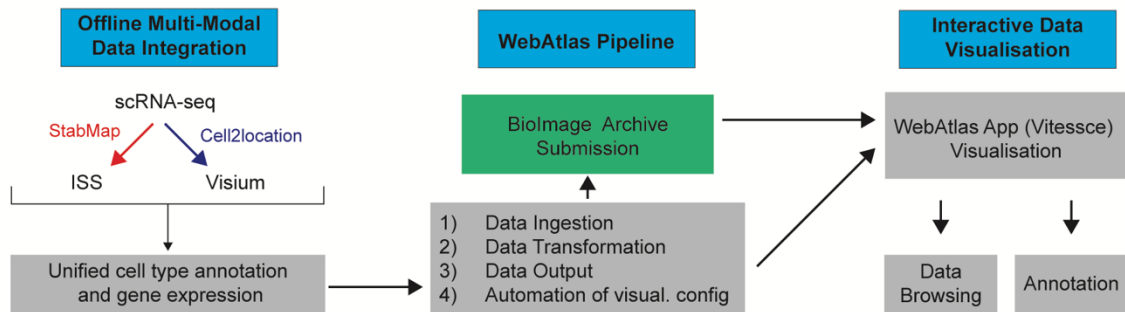 Offline Multi-Modal
Data Integration
scRNA-seq
StabMap
Cell2location
ISS
Visium
Unified cell type annotation
and gene expression
WebAtlas Pipeline
BioImage Archive
Submission
1) Data Ingestion
2) Data Transformation
3) Data Output
4) Automation of visual. config
Interactive Data
Visualisation
WebAtlas App (Vitessce)
Visualisation
Data
Browsing
Annotation